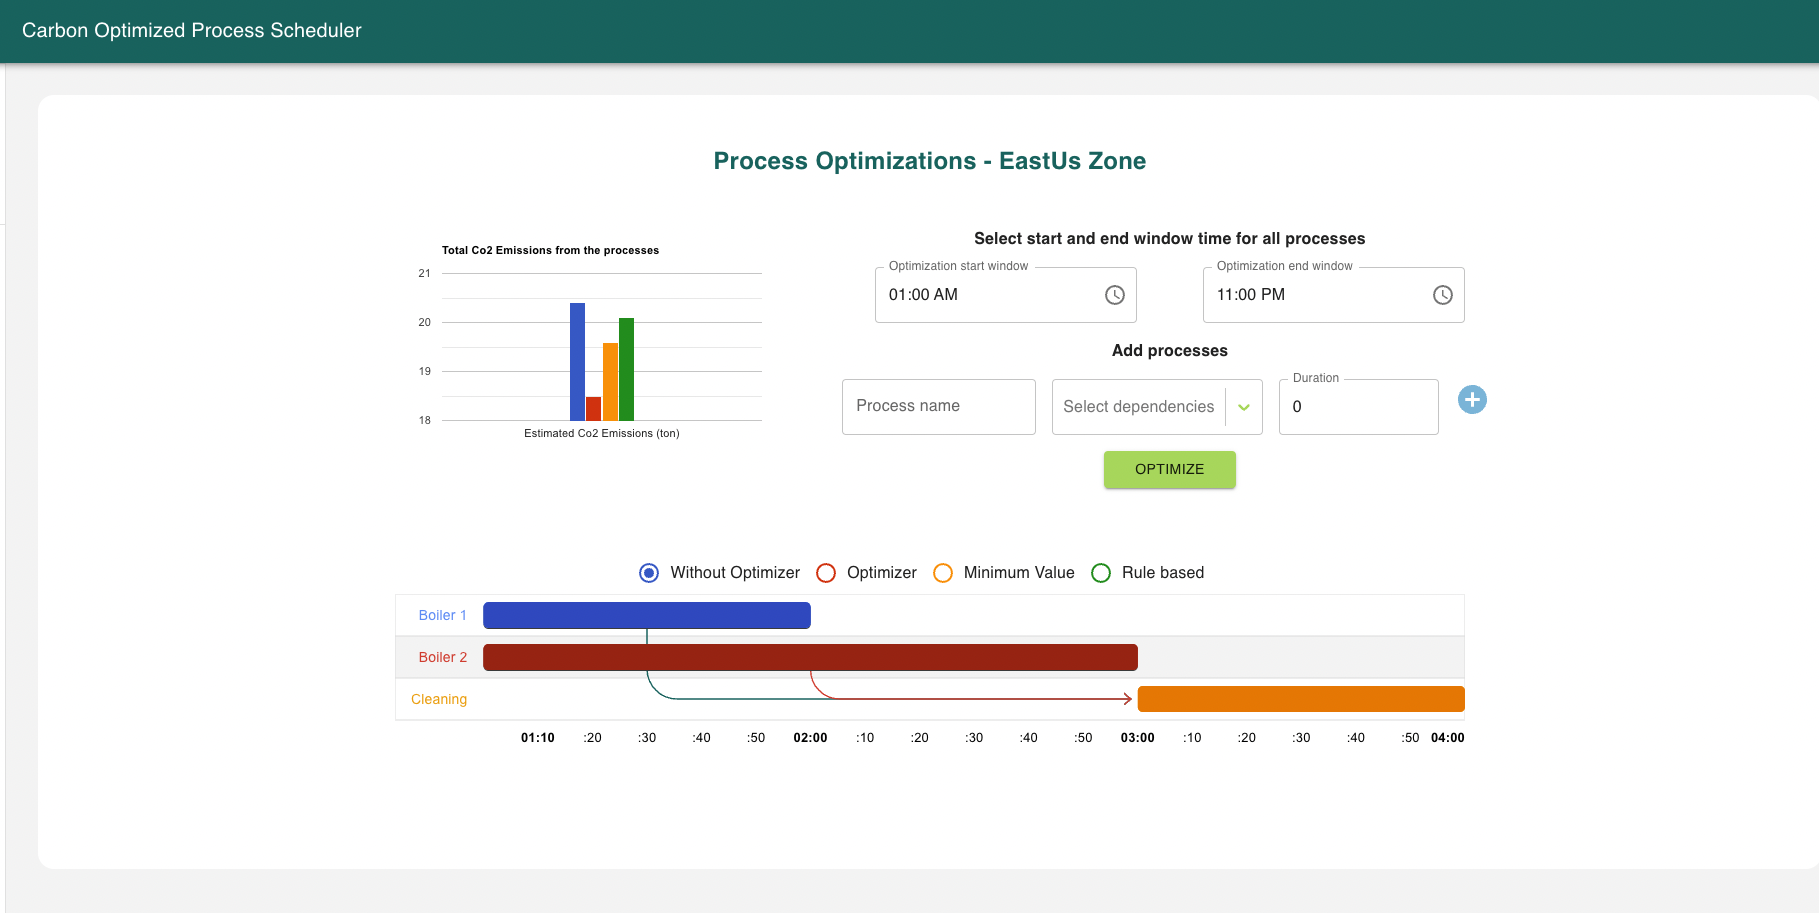 Carbon Optimized Process Scheduler
Process Optimizations - EastUs Zone
Total Co2 Emissions from the processes
21
20
19
18
Estimated Co2 Emissions (ton)
Select start and end window time for all processes
Optimization start window
01:00 AM
Optimization end window
11:00 PM
Add processes
Process name
Select dependencies
Duration
0
OPTIMIZE
Without Optimizer Optimizer Minimum Value Rule based
Boiler 1
Boiler 2
Cleaning
01:10 :20 :30 :40 :50 02:00 :10 :20 :30 :40 :50 03:00 :10 :20 :30 :40 :50 04:00